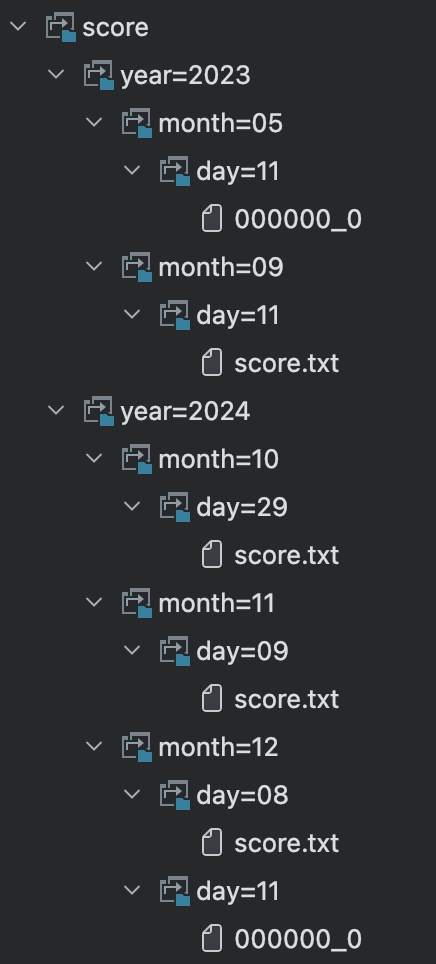 score
year=2023
month=05
day=11
000000_0
month=09
day=11
score.txt
year=2024
month=10
day=29
score.txt
month=11
day=09
score.txt
month=12
day=08
score.txt
day=11
000000_0